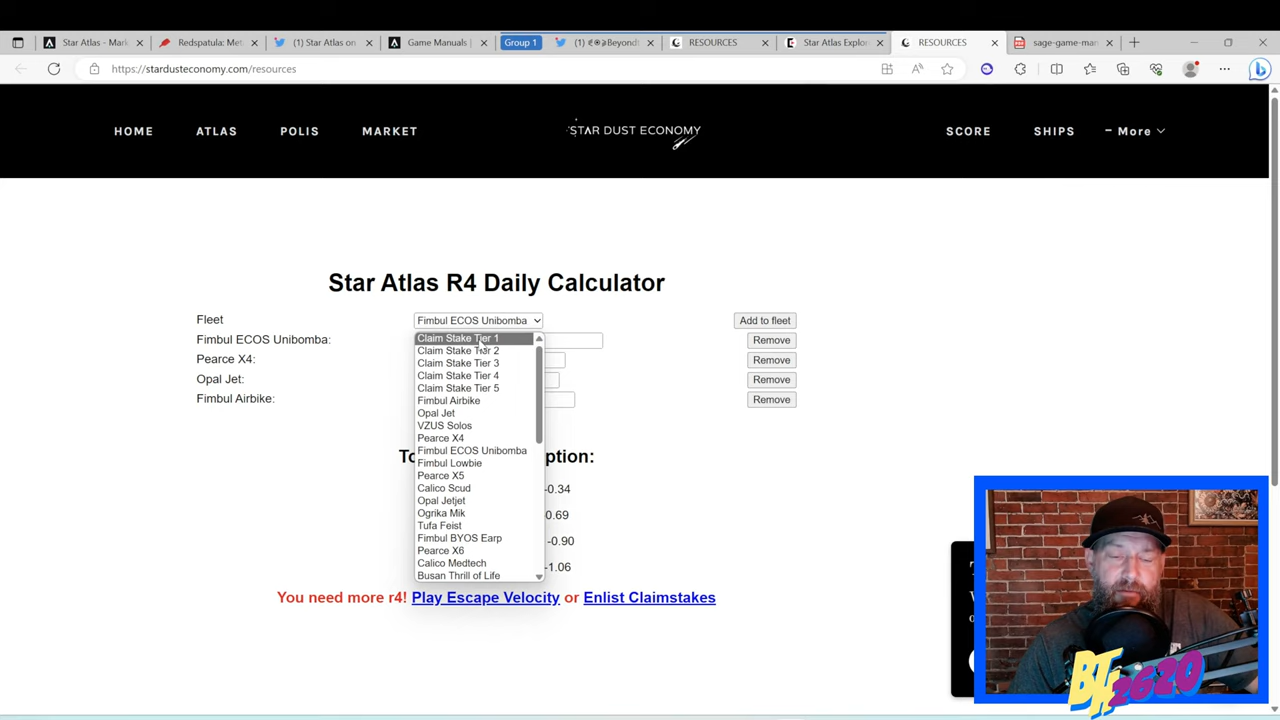 Star Atlas - Mark
Redspatula: Met
(1) Star Atlas on
Game Manuals |
Group 1
(1)
RESOURCES
Star Atlas Explor
RESOURCES
sage-game-man
https://stardusteconomy.com/resources
HOME
ATLAS
POLIS
MARKET
STAR DUST ECONOMY
SCORE
SHIPS
More
Star Atlas R4 Daily Calculator
Fleet
Fimbul ECOS Unibomba
Add to fleet
Fimbul ECOS Unibomba:
Remove
Pearce X4:
Remove
Opal Jet:
Remove
Fimbul Airbike:
Remove
Claim Stake Tier 1
Claim Stake Tier 2
Claim Stake Tier 3
Claim Stake Tier 4
Claim Stake Tier 5
Fimbul Airbike
Opal Jet
VZUS Solos
Pearce X4
Fimbul ECOS Unibomba
Fimbul Lowbie
Pearce X5
Calico Scud
Opal Jetjet
Ogrika Mik
Tufa Feist
Fimbul BYOS Earp
Pearce X6
Calico Medtech
Busan Thrill of Life
-0.34
-0.69
-0.90
-1.06
You need more r4! Play Escape Velocity or Enlist Claimstakes
BTK2620